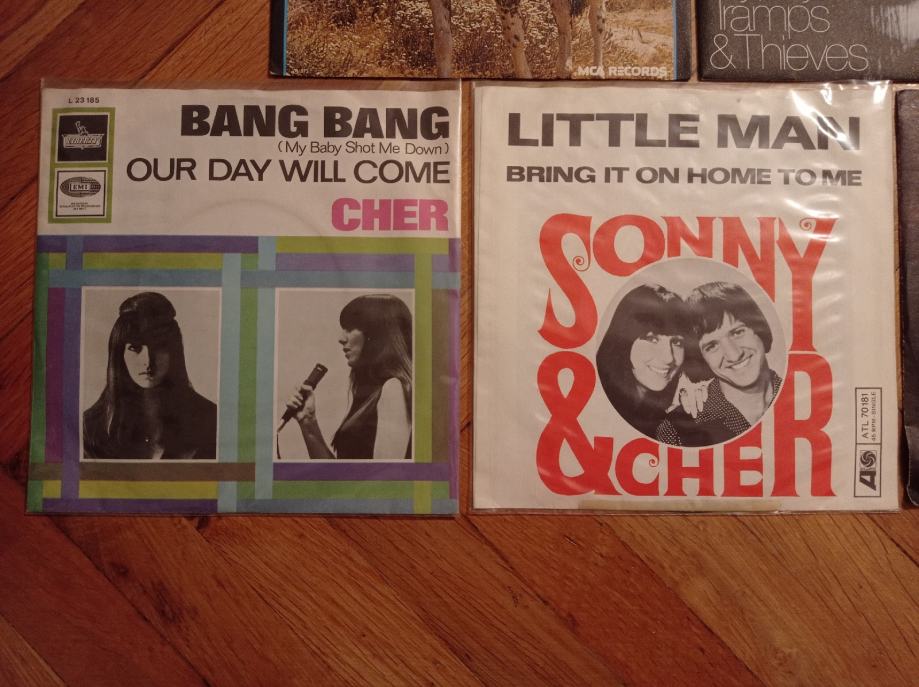 MCA RECORDS
Tramps
& Thieves
L 23 185
BANG BANG
(My Baby Shot Me Down)
OUR DAY WILL COME
CHER
LIBERTY
EMI
LITTLE MAN
BRING IT ON HOME TO ME
SONNY
& CHER
ATL 70181
45 RPM-SINGLE